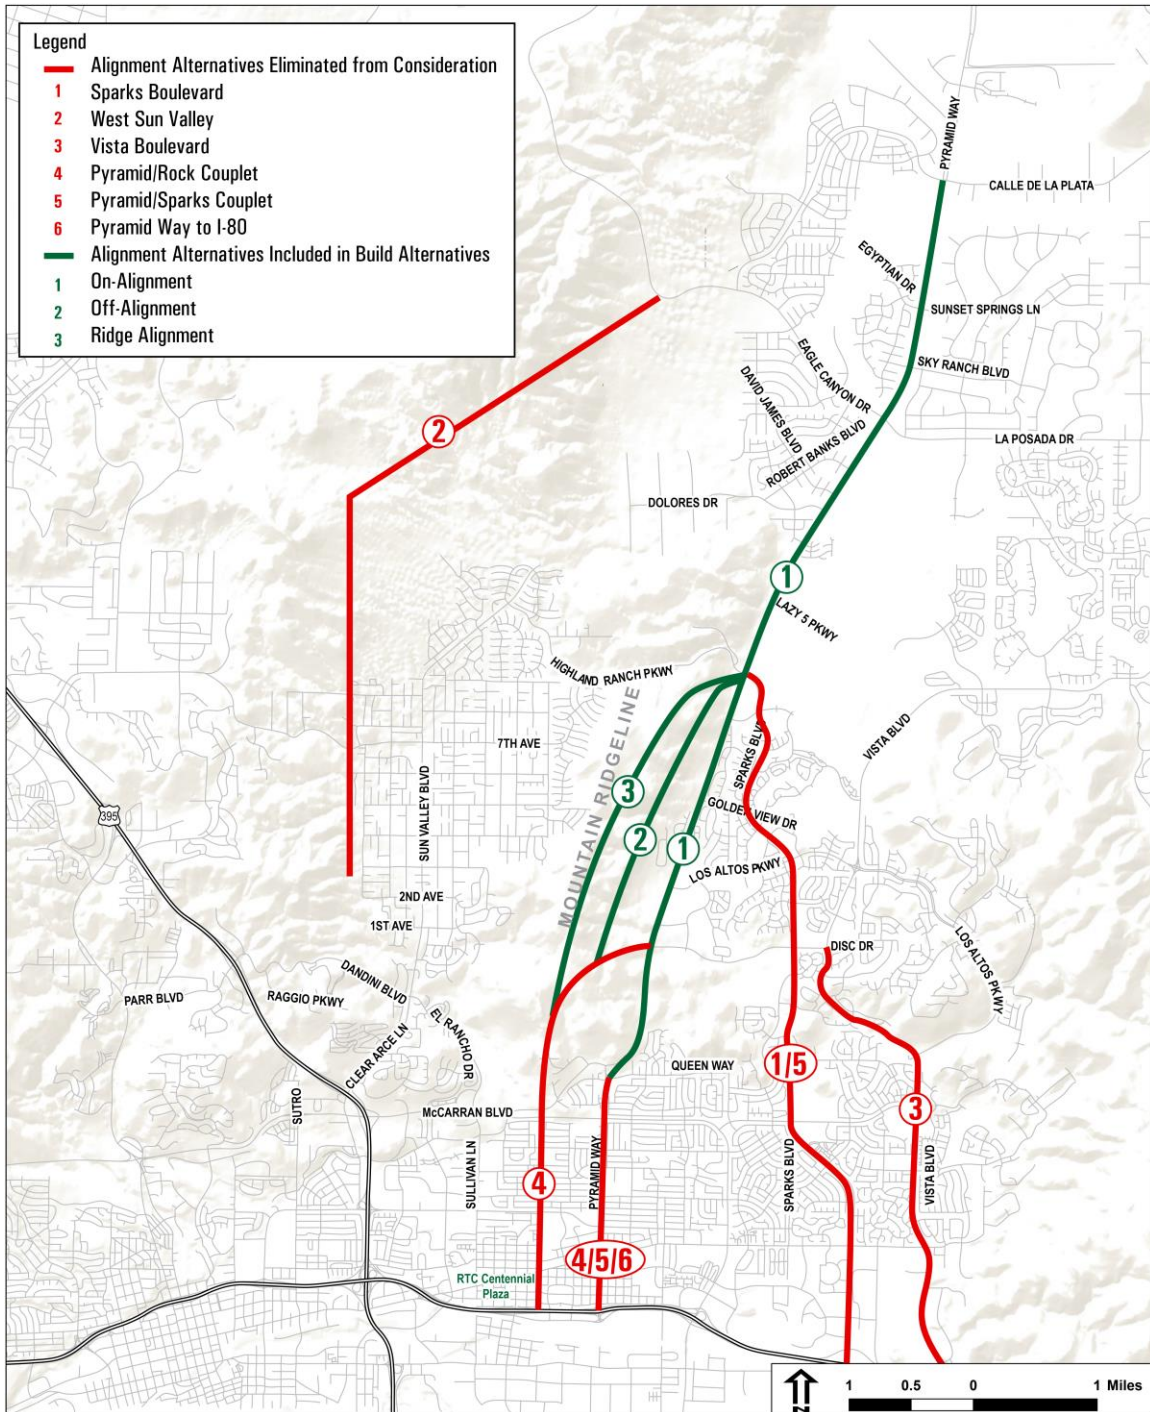 Legend
Alignment Alternatives Eliminated from Consideration
1 Sparks Boulevard
2 West Sun Valley
3 Vista Boulevard
4 Pyramid/Rock Couplet
5 Pyramid/Sparks Couplet
6 Pyramid Way to I-80
Alignment Alternatives Included in Build Alternatives
1 On-Alignment
2 Off-Alignment
3 Ridge Alignment
PYRAMID WAY
CALLE DE LA PLATA
EGYPTIAN DR
SUNSET SPRINGS LN
SKY RANCH BLVD
EAGLE CANYON DR
DAVID JAMES BLVD
ROBERT BANKS BLVD
LA POSADA DR
2
DOLORES DR
1
LAZY 5 PKWY
HIGHLAND RANCH PKWY
MOUNTAIN RIDGELINE
7TH AVE
SPARKS BLVD
VISTA BLVD
395
SUN VALLEY BLVD
3
2
1
GOLDEN VIEW DR
LOS ALTOS PKWY
2ND AVE
1ST AVE
DISC DR
LOS ALTOS PKWY
DANDINI BLVD
PARR BLVD
RAGGIO PKWY
EL RANCHO DR
CLEAR ACRE LN
QUEEN WAY
1/5
3
SUTRO
McCARRAN BLVD
SULLIVAN LN
4
PYRAMID WAY
SPARKS BLVD
VISTA BLVD
4/5/6
RTC Centennial
Plaza
N
1 0.5 0 1 Miles